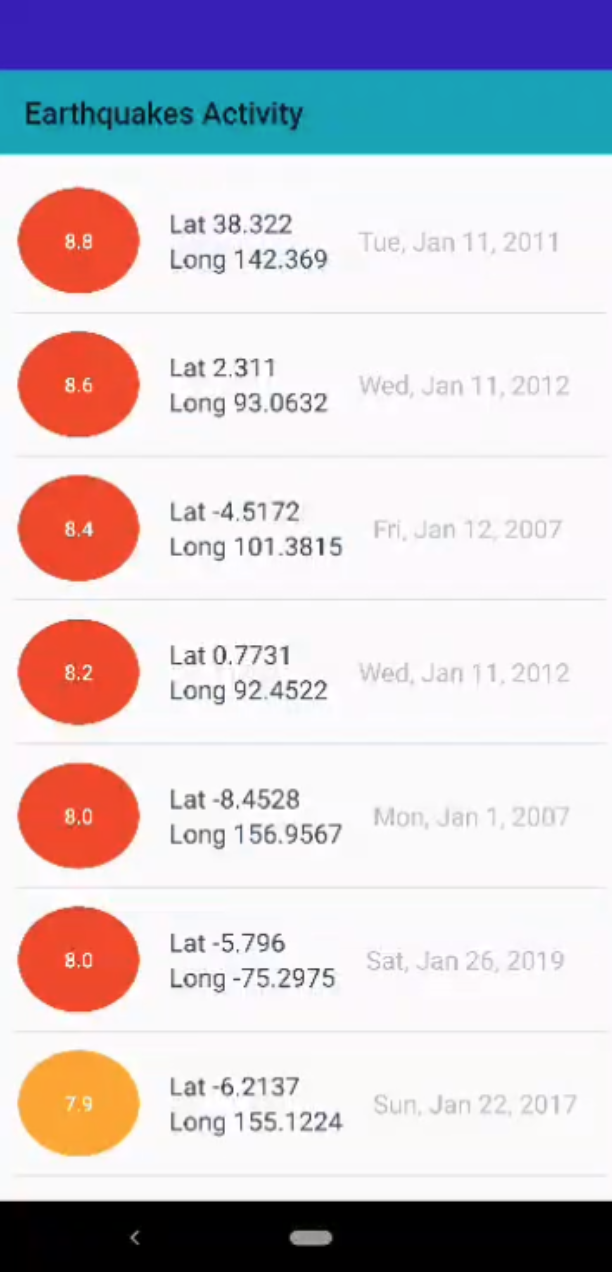 Earthquakes Activity
8.8
Lat 38.322
Long 142.369
Tue, Jan 11, 2011
8.6
Lat 2.311
Long 93.0632
Wed, Jan 11, 2012
8.4
Lat -4.5172
Long 101.3815
Fri, Jan 12, 2007
8.2
Lat 0.7731
Long 92.4522
Wed, Jan 11, 2012
8.0
Lat -8.4528
Long 156.9567
Mon, Jan 1, 2007
8.0
Lat -5.796
Long -75.2975
Sat, Jan 26, 2019
7.9
Lat -6.2137
Long 155.1224
Sun, Jan 22, 2017